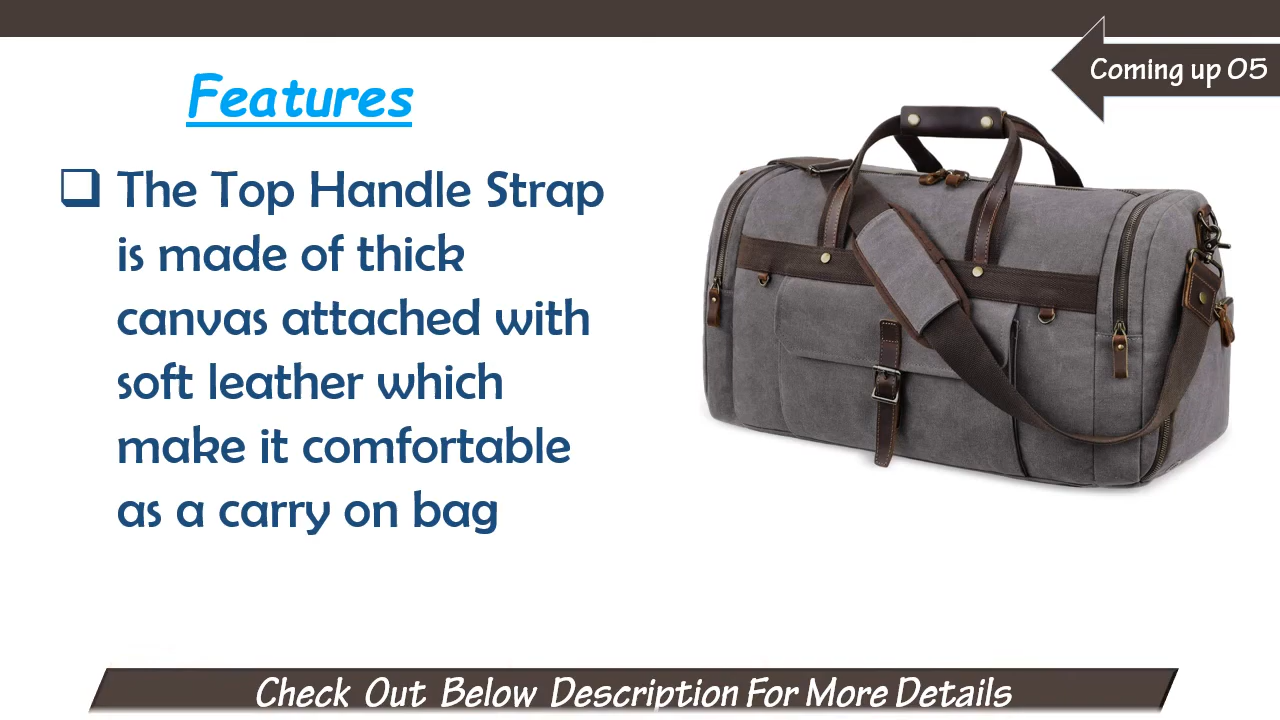 Coming up 05
Features
The Top Handle Strap
is made of thick
canvas attached with
soft leather which
make it comfortable
as a carry on bag
Check Out Below Description For More Details